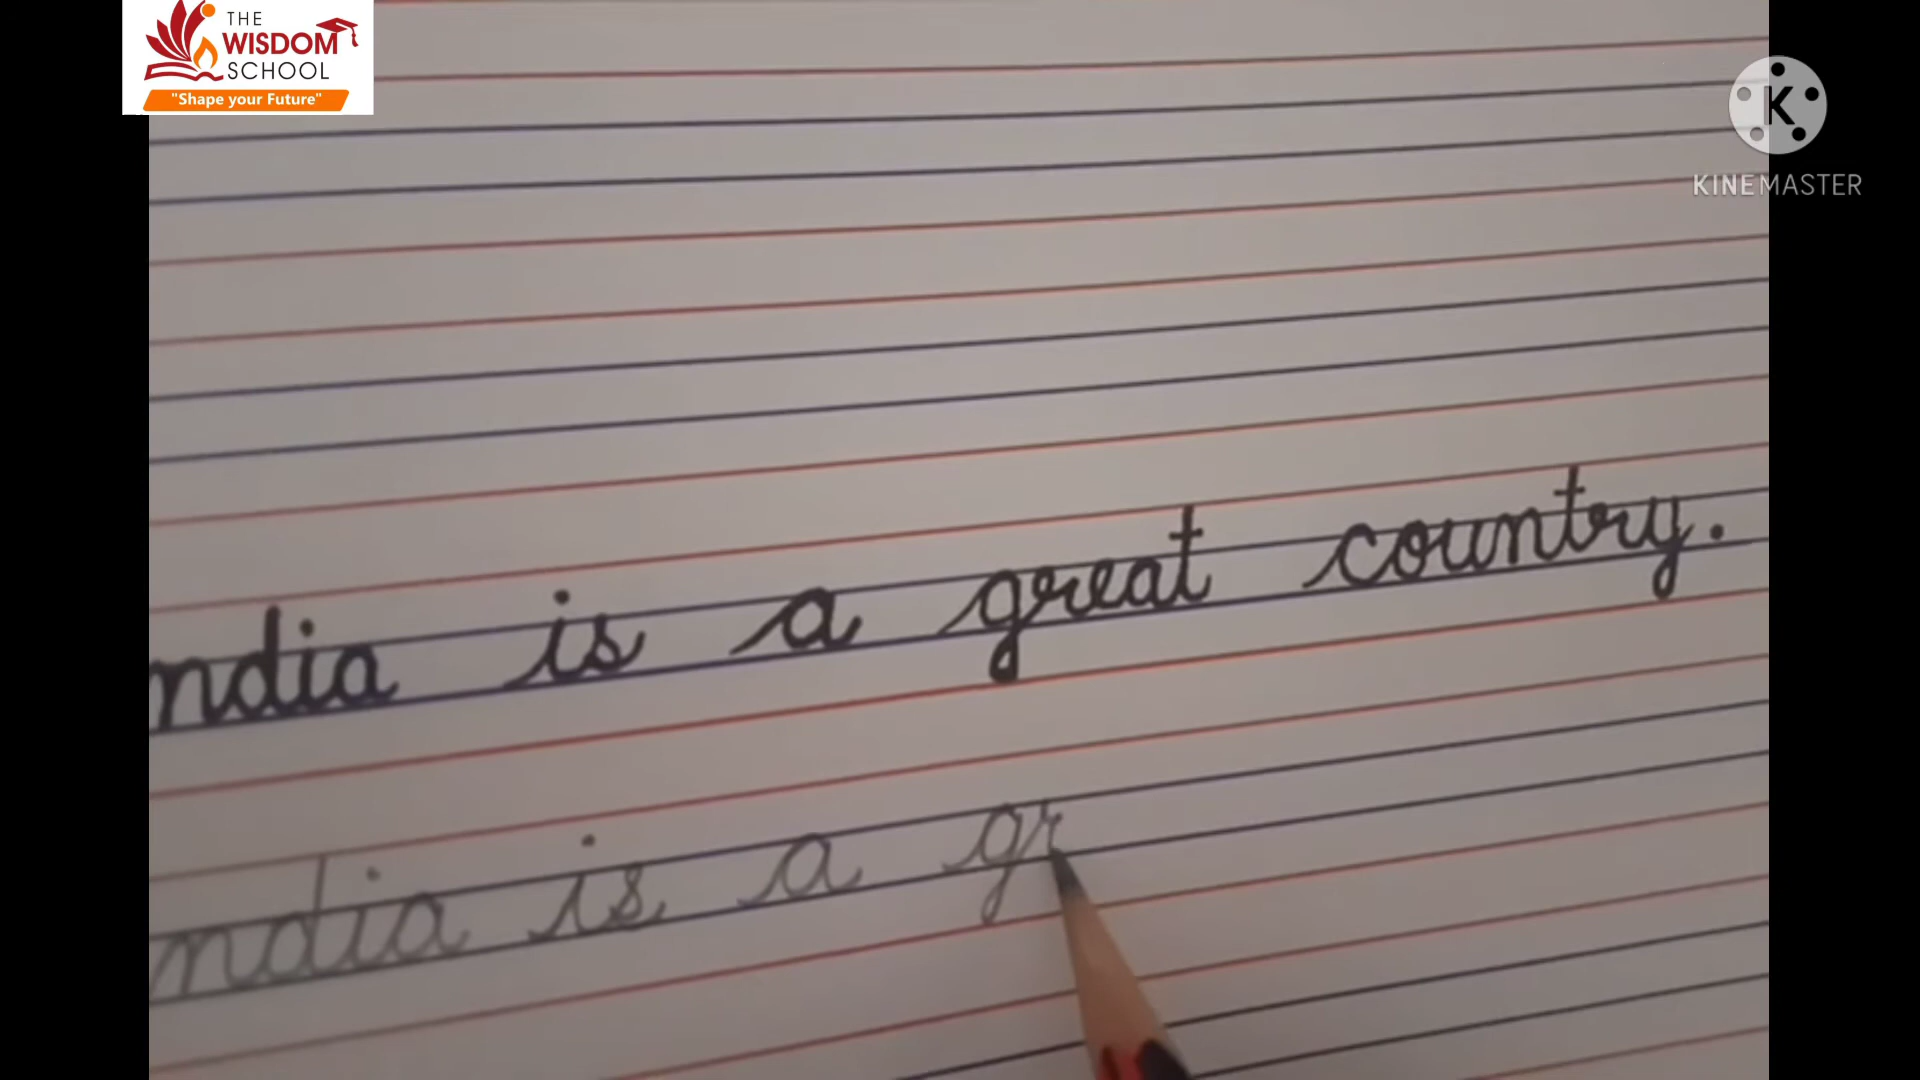 THE
WISDOM
SCHOOL
"Shape your Future"
K
KINEMASTER
ndia is a great country.
ndia is a gr